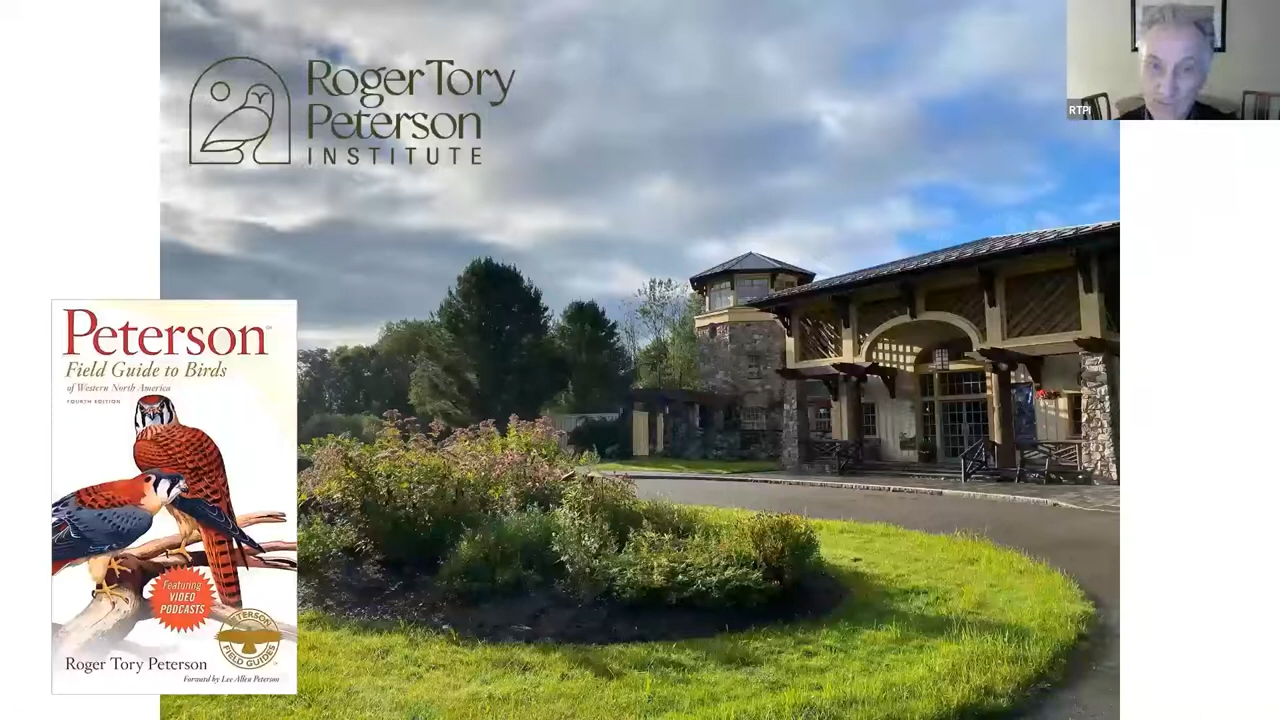 Roger Tory
Peterson
INSTITUTE
RTPI
Peterson
Field Guide to Birds
of Western North America
FOURTH EDITION
Featuring
VIDEO
PODCASTS
PETERSON
FIELD GUIDES
Roger Tory Peterson
Foreword by Lee Allen Peterson